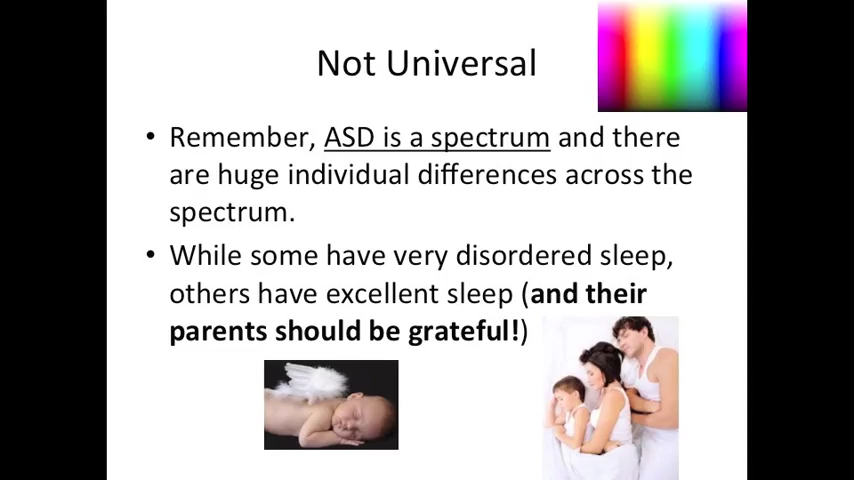 Not Universal
• Remember, ASD is a spectrum and there
are huge individual differences across the
spectrum.
• While some have very disordered sleep,
others have excellent sleep (and their
parents should be grateful!)